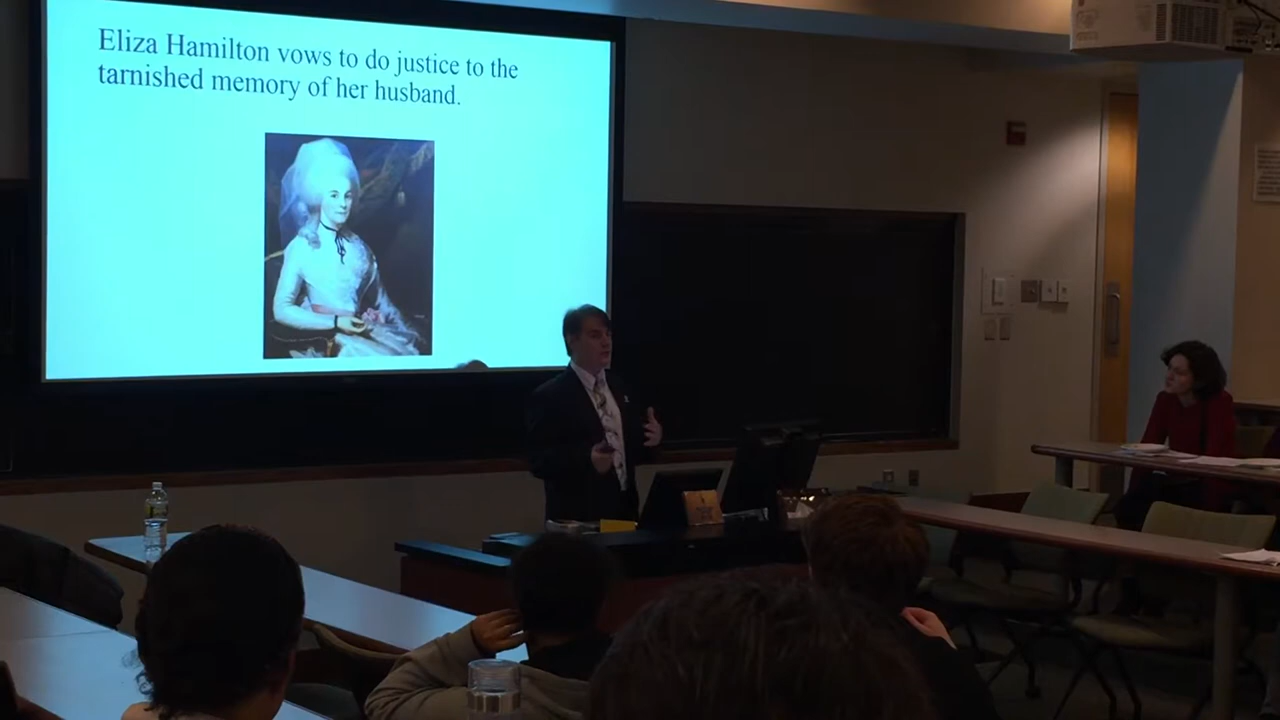 Eliza Hamilton vows to do justice to the
tarnished memory of her husband.